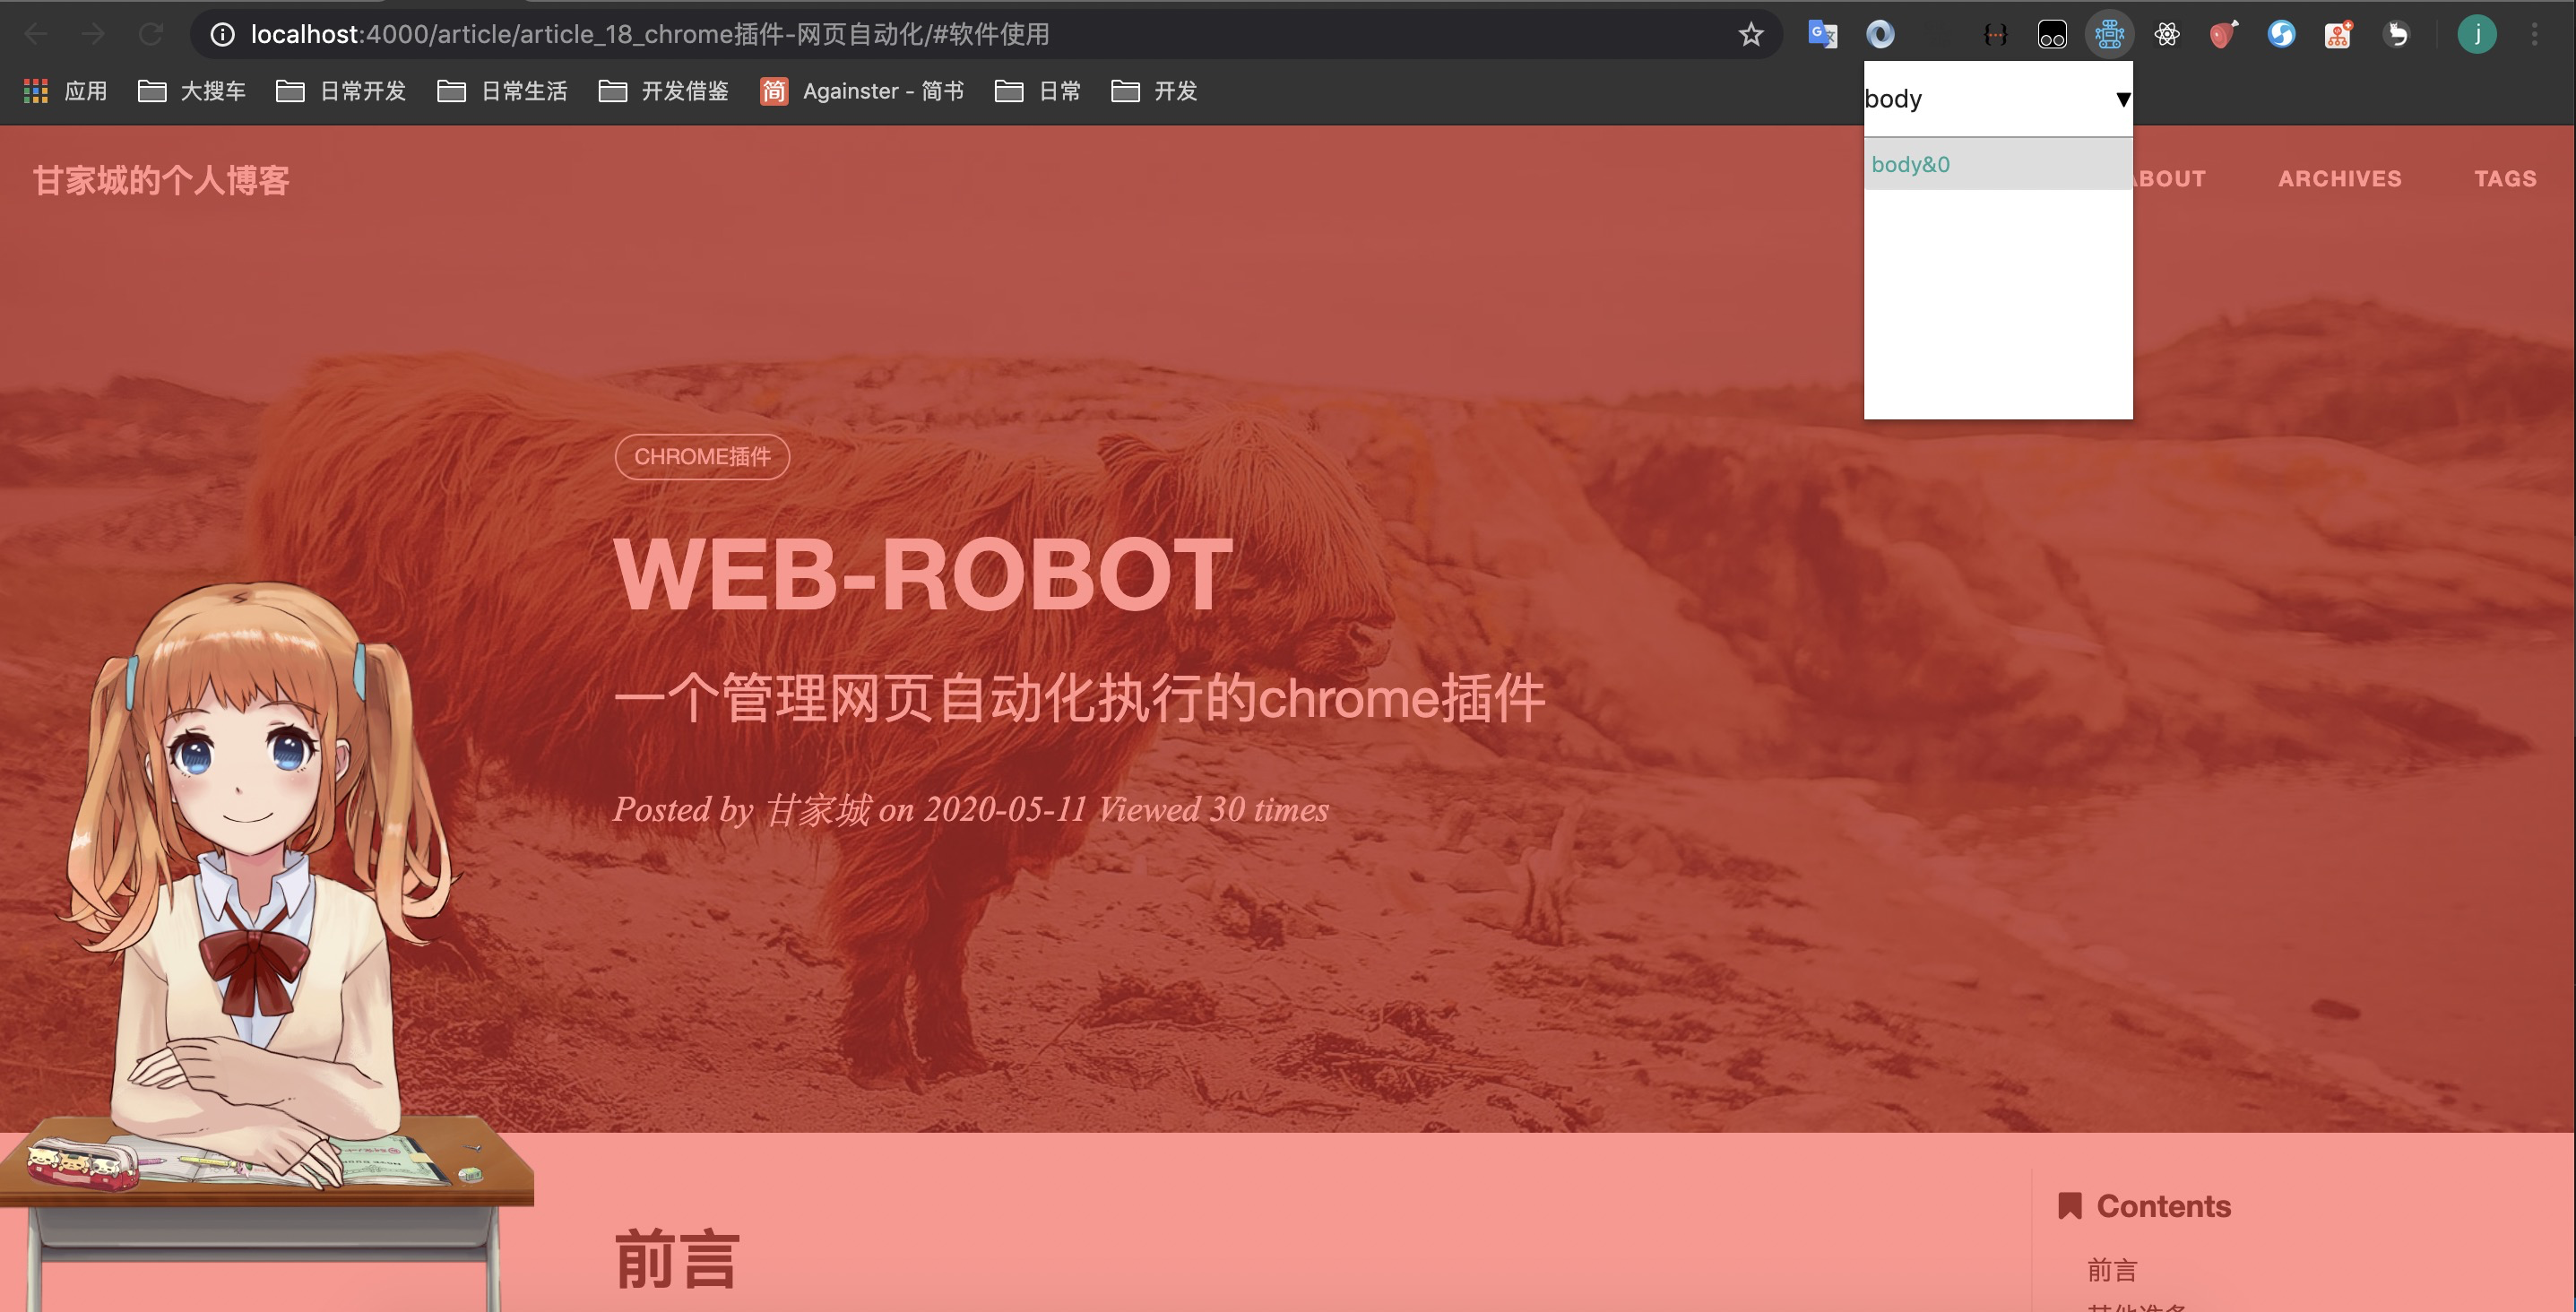 localhost:4000/article/article_18_chrome插件-网页自动化/#软件使用
j
应用 大搜车 日常开发 日常生活 开发借鉴 简 Againster - 简书 日常 开发
body ▼
body&0
甘家城的个人博客
ABOUT ARCHIVES TAGS
CHROME插件
WEB-ROBOT
一个管理网页自动化执行的chrome插件
Posted by 甘家城 on 2020-05-11 Viewed 30 times
前言
Contents
前言
其他准备